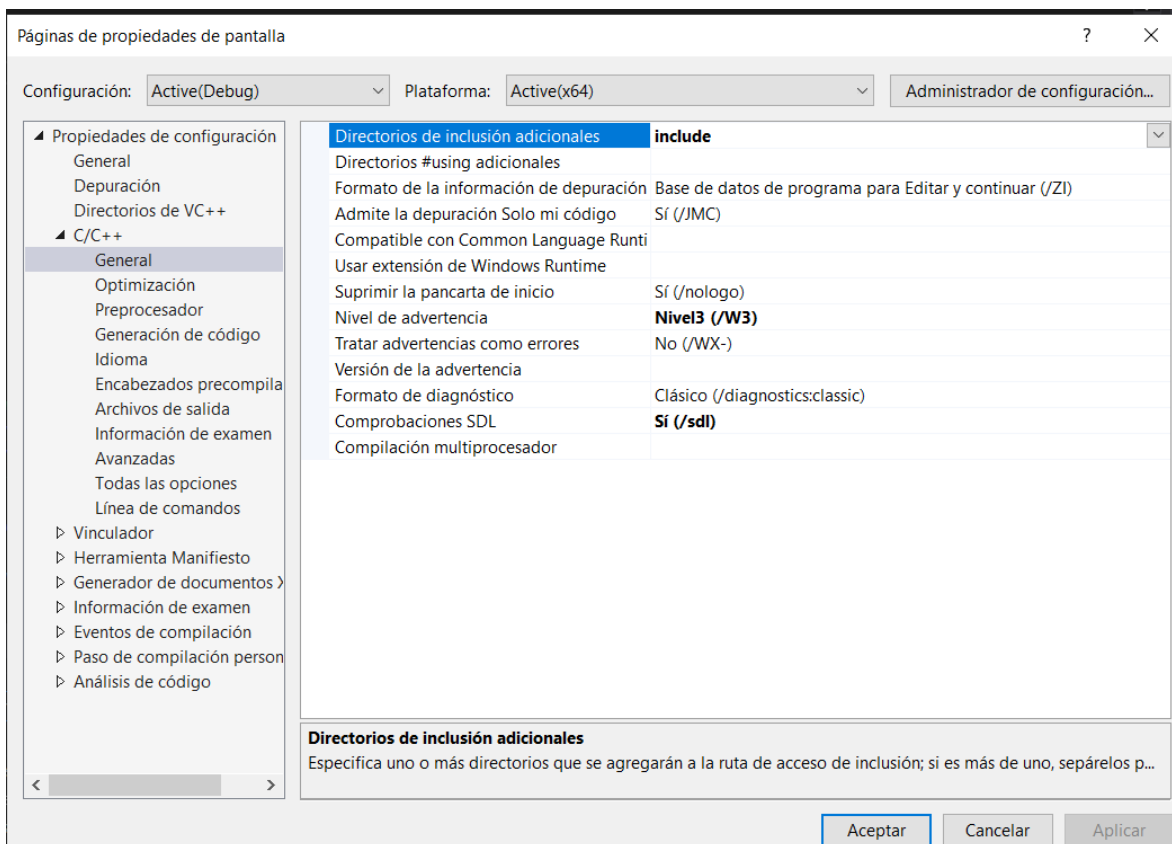 Páginas de propiedades de pantalla ?
Configuración: Active(Debug) Plataforma: Active(x64) Administrador de configuración...
Propiedades de configuración
General
Depuración
Directorios de VC++
C/C++
General
Optimización
Preprocesador
Generación de código
Idioma
Encabezados precompila
Archivos de salida
Información de examen
Avanzadas
Todas las opciones
Línea de comandos
Vinculador
Herramienta Manifiesto
Generador de documentos X
Información de examen
Eventos de compilación
Paso de compilación person
Análisis de código
Directorios de inclusión adicionales include
Directorios #using adicionales
Formato de la información de depuración Base de datos de programa para Editar y continuar (/ZI)
Admite la depuración Solo mi código Sí (/JMC)
Compatible con Common Language Runti
Usar extensión de Windows Runtime
Suprimir la pancarta de inicio Sí (/nologo)
Nivel de advertencia Nivel3 (/W3)
Tratar advertencias como errores No (/WX-)
Versión de la advertencia
Formato de diagnóstico Clásico (/diagnostics:classic)
Comprobaciones SDL Sí (/sdl)
Compilación multiprocesador
Directorios de inclusión adicionales
Especifica uno o más directorios que se agregarán a la ruta de acceso de inclusión; si es más de uno, sepárelos p...
Aceptar Cancelar Aplicar